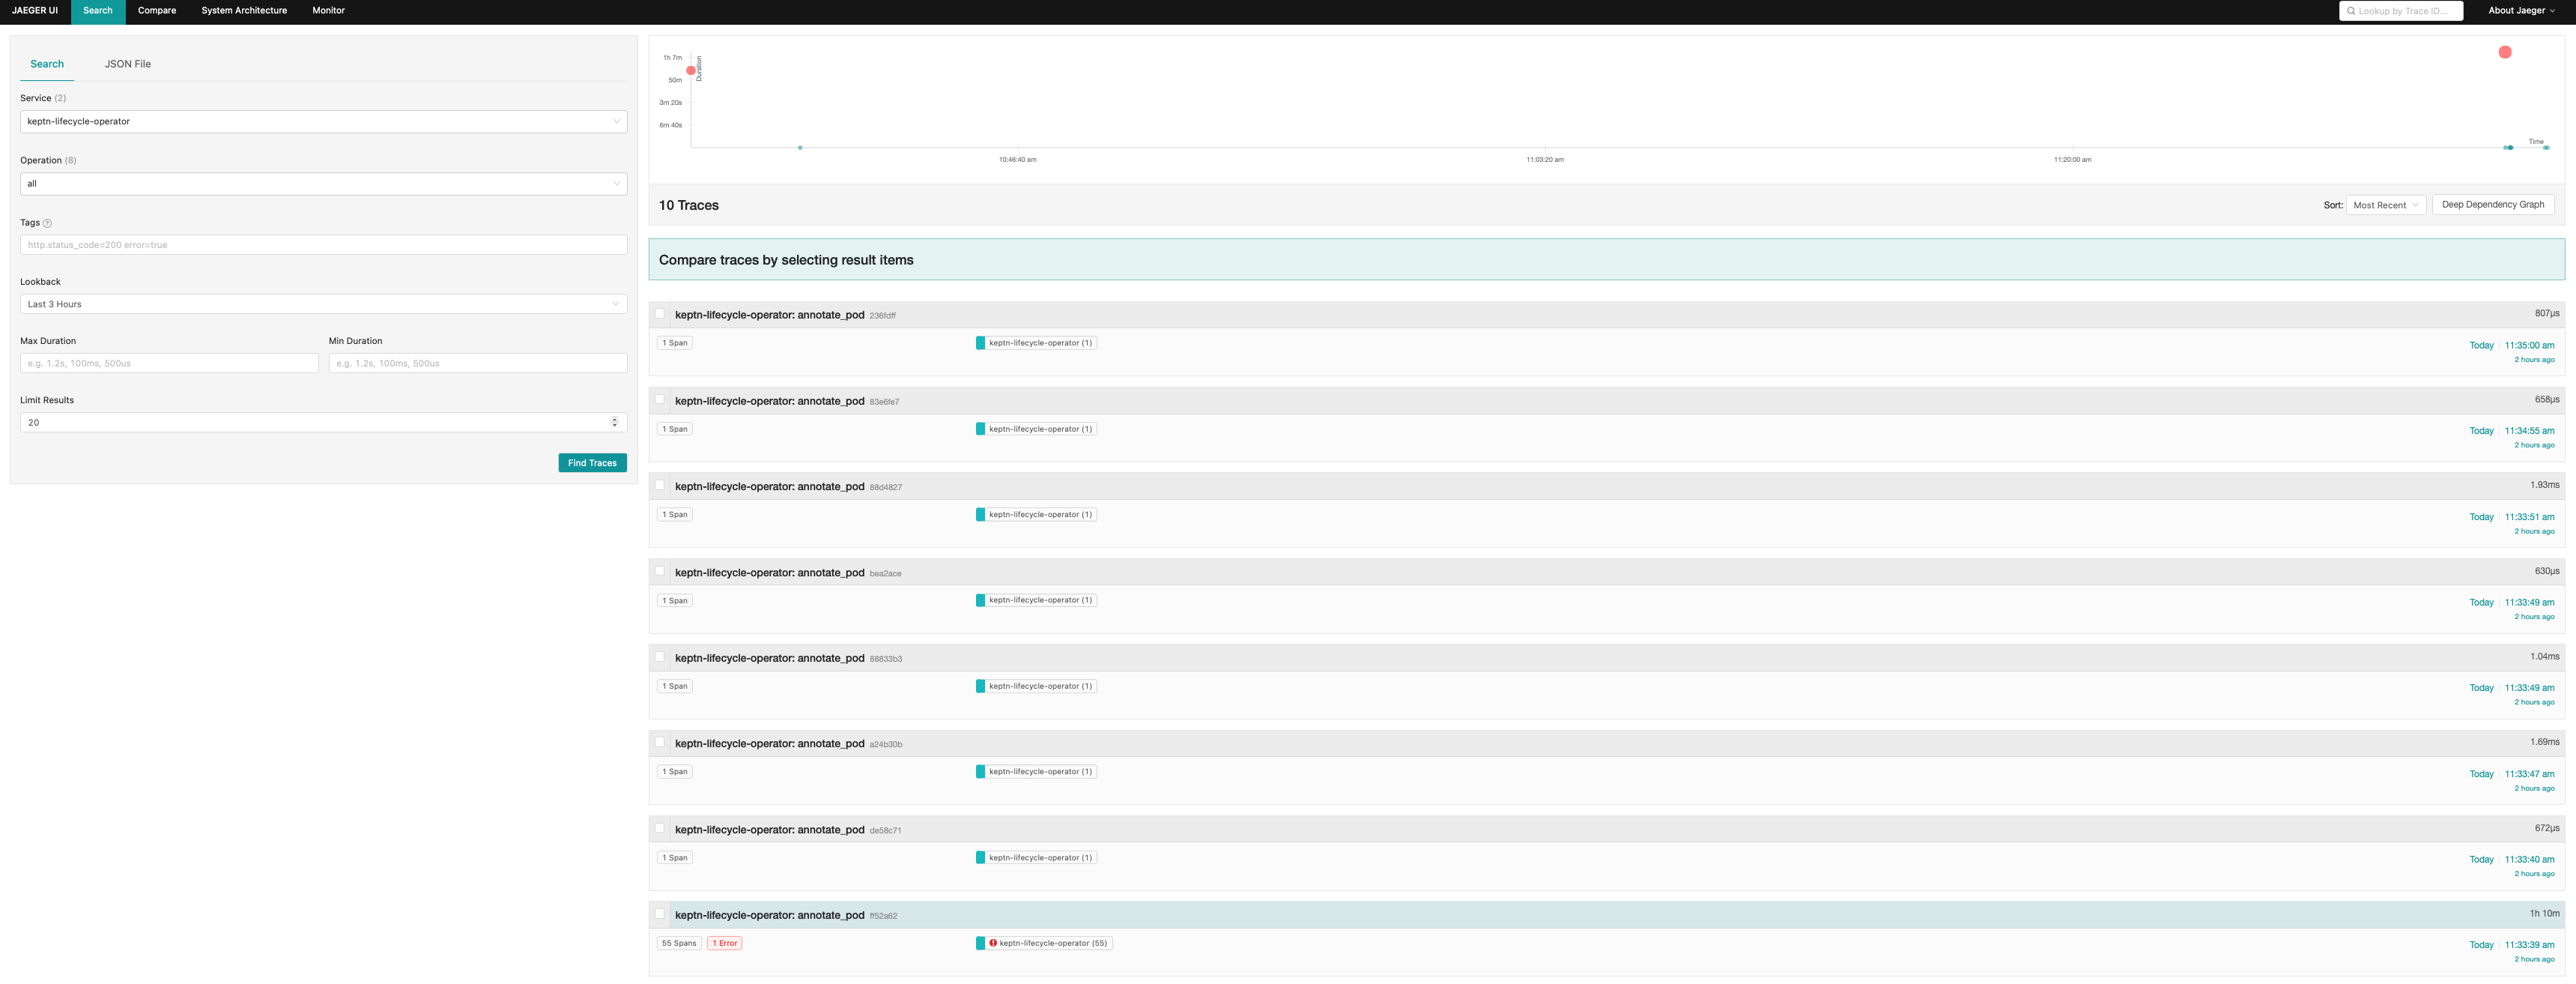 JAEGER UI Search Compare System Architecture Monitor Lookup by Trace ID... About Jaeger
Search JSON File
Service (2)
keptn-lifecycle-operator
Operation (8)
all
Tags
http.status_code=200 error=true
Lookback
Last 3 Hours
Max Duration Min Duration
e.g. 1.2s, 100ms, 500us e.g. 1.2s, 100ms, 500us
Limit Results
20
Find Traces
Duration
1h 7m
50m
3m 20s
6m 40s
Time
10:46:40 am 11:03:20 am 11:20:00 am
10 Traces Sort: Most Recent Deep Dependency Graph
Compare traces by selecting result items
keptn-lifecycle-operator: annotate_pod 236fdff 807μs
1 Span keptn-lifecycle-operator (1) Today 11:35:00 am
2 hours ago
keptn-lifecycle-operator: annotate_pod 83e6fe7 658μs
1 Span keptn-lifecycle-operator (1) Today 11:34:55 am
2 hours ago
keptn-lifecycle-operator: annotate_pod 88d4827 1.93ms
1 Span keptn-lifecycle-operator (1) Today 11:33:51 am
2 hours ago
keptn-lifecycle-operator: annotate_pod bea2ace 630μs
1 Span keptn-lifecycle-operator (1) Today 11:33:49 am
2 hours ago
keptn-lifecycle-operator: annotate_pod 88833b3 1.04ms
1 Span keptn-lifecycle-operator (1) Today 11:33:49 am
2 hours ago
keptn-lifecycle-operator: annotate_pod a24b30b 1.69ms
1 Span keptn-lifecycle-operator (1) Today 11:33:47 am
2 hours ago
keptn-lifecycle-operator: annotate_pod de58c71 672μs
1 Span keptn-lifecycle-operator (1) Today 11:33:40 am
2 hours ago
keptn-lifecycle-operator: annotate_pod ff52a62 1h 10m
55 Spans 1 Error keptn-lifecycle-operator (55) Today 11:33:39 am
2 hours ago